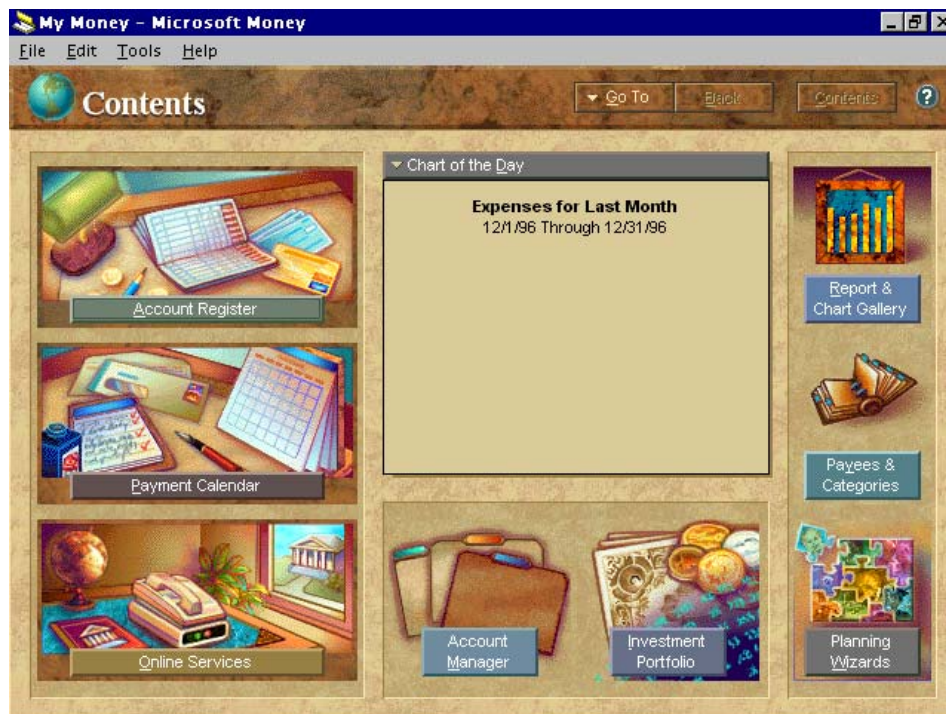 My Money – Microsoft Money
File Edit Tools Help
Contents
Go To Back Contents ?
Chart of the Day
Expenses for Last Month
12/1/96 Through 12/31/96
Account Register
Payment Calendar
Online Services
Account
Manager
Investment
Portfolio
Report &
Chart Gallery
Payees &
Categories
Planning
Wizards